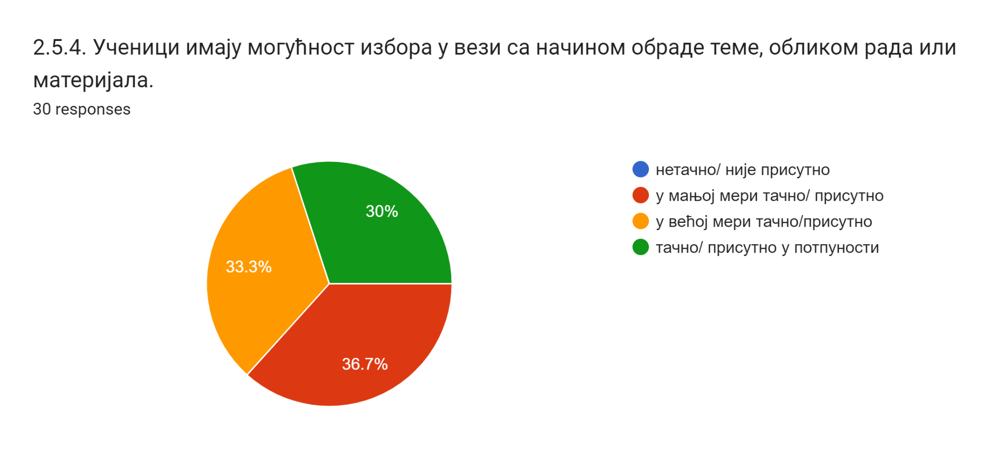 2.5.4. Ученици имају могућност избора у вези са начином обраде теме, обликом рада или
материјала.
30 responses
30%
33.3%
36.7%
нетачно/ није присутно
у мањој мери тачно/ присутно
у већој мери тачно/присутно
тачно/ присутно у потпуности